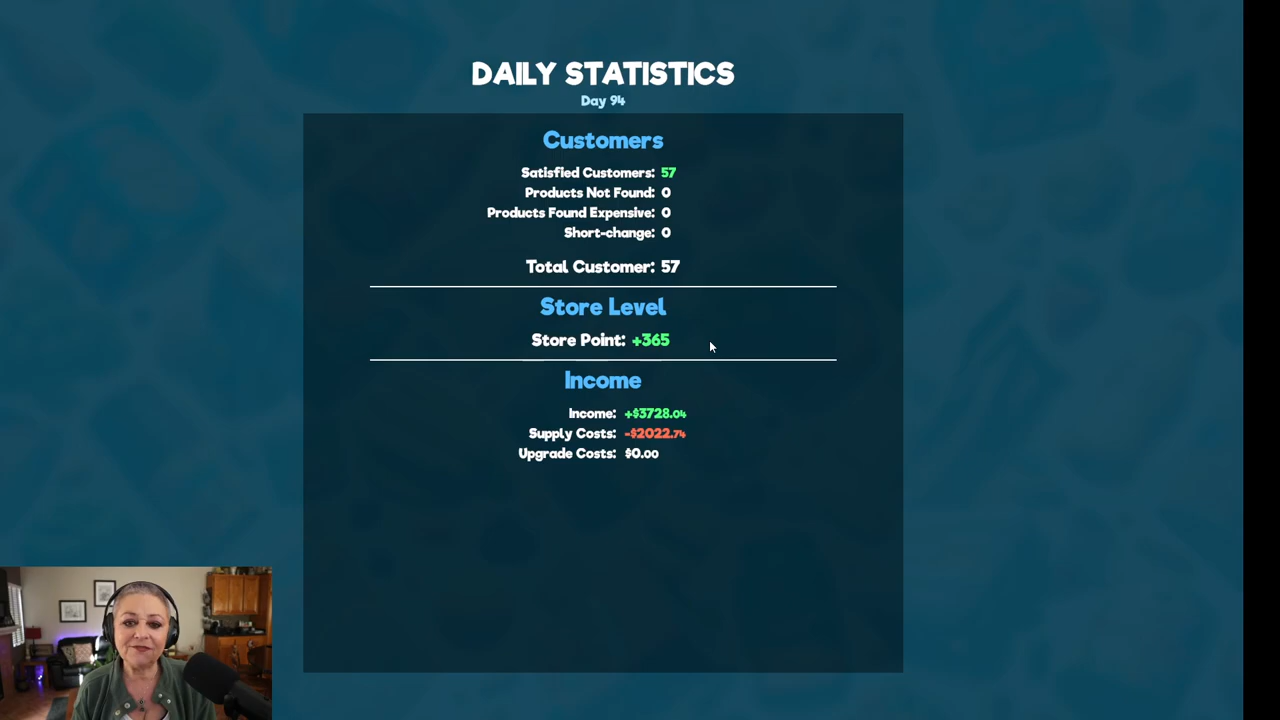 DAILY STATISTICS
Day 94
Customers
Satisfied Customers: 57
Products Not Found: 0
Products Found Expensive: 0
Short-change: 0
Total Customer: 57
Store Level
Store Point: +365
Income
Income: +$3728.04
Supply Costs: -$2022.74
Upgrade Costs: $0.00